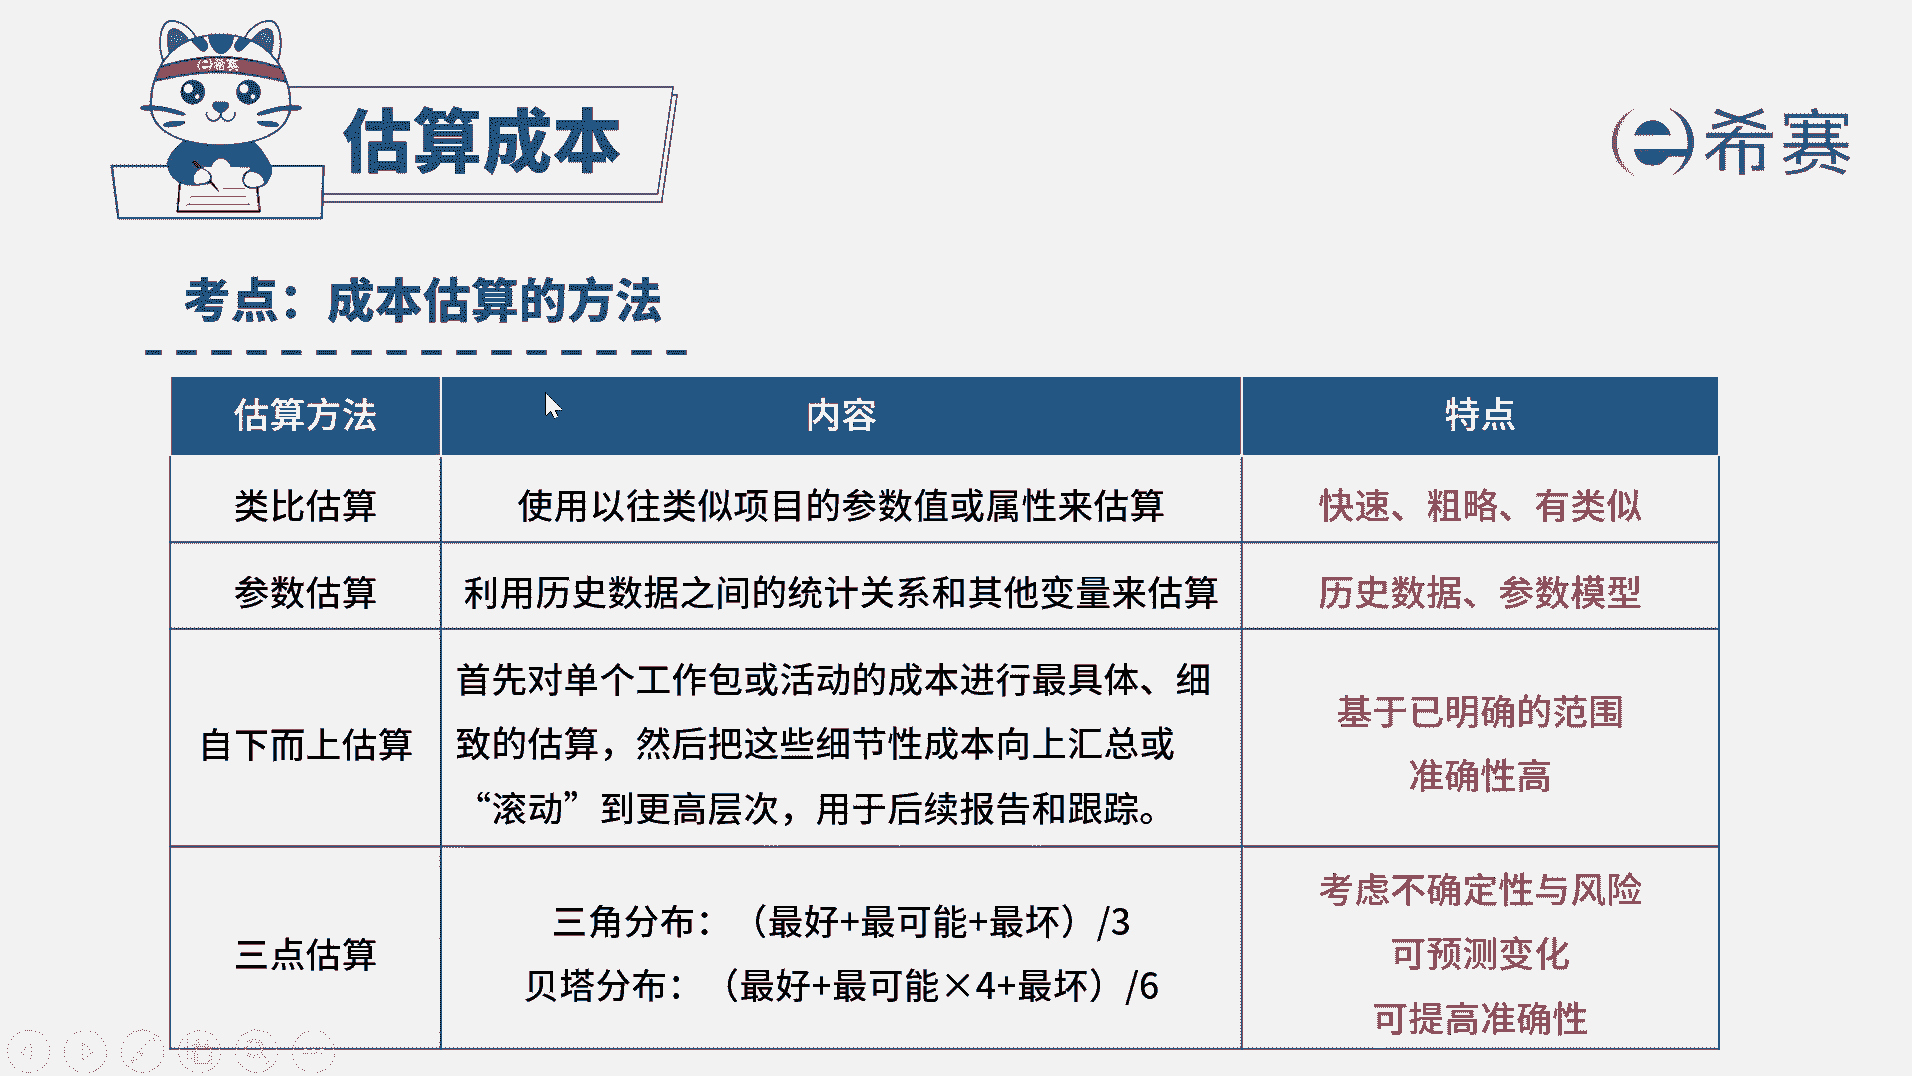 希赛
估算成本
希赛
考点：成本估算的方法
估算方法 内容 特点
类比估算 使用以往类似项目的参数值或属性来估算 快速、粗略、有类似
参数估算 利用历史数据之间的统计关系和其他变量来估算 历史数据、参数模型
自下而上估算
首先对单个工作包或活动的成本进行最具体、细
致的估算，然后把这些细节性成本向上汇总或
“滚动”到更高层次，用于后续报告和跟踪。
基于已明确的范围
准确性高
三点估算
三角分布：（最好+最可能+最坏）/3
贝塔分布：（最好+最可能×4+最坏）/6
考虑不确定性与风险
可预测变化
可提高准确性